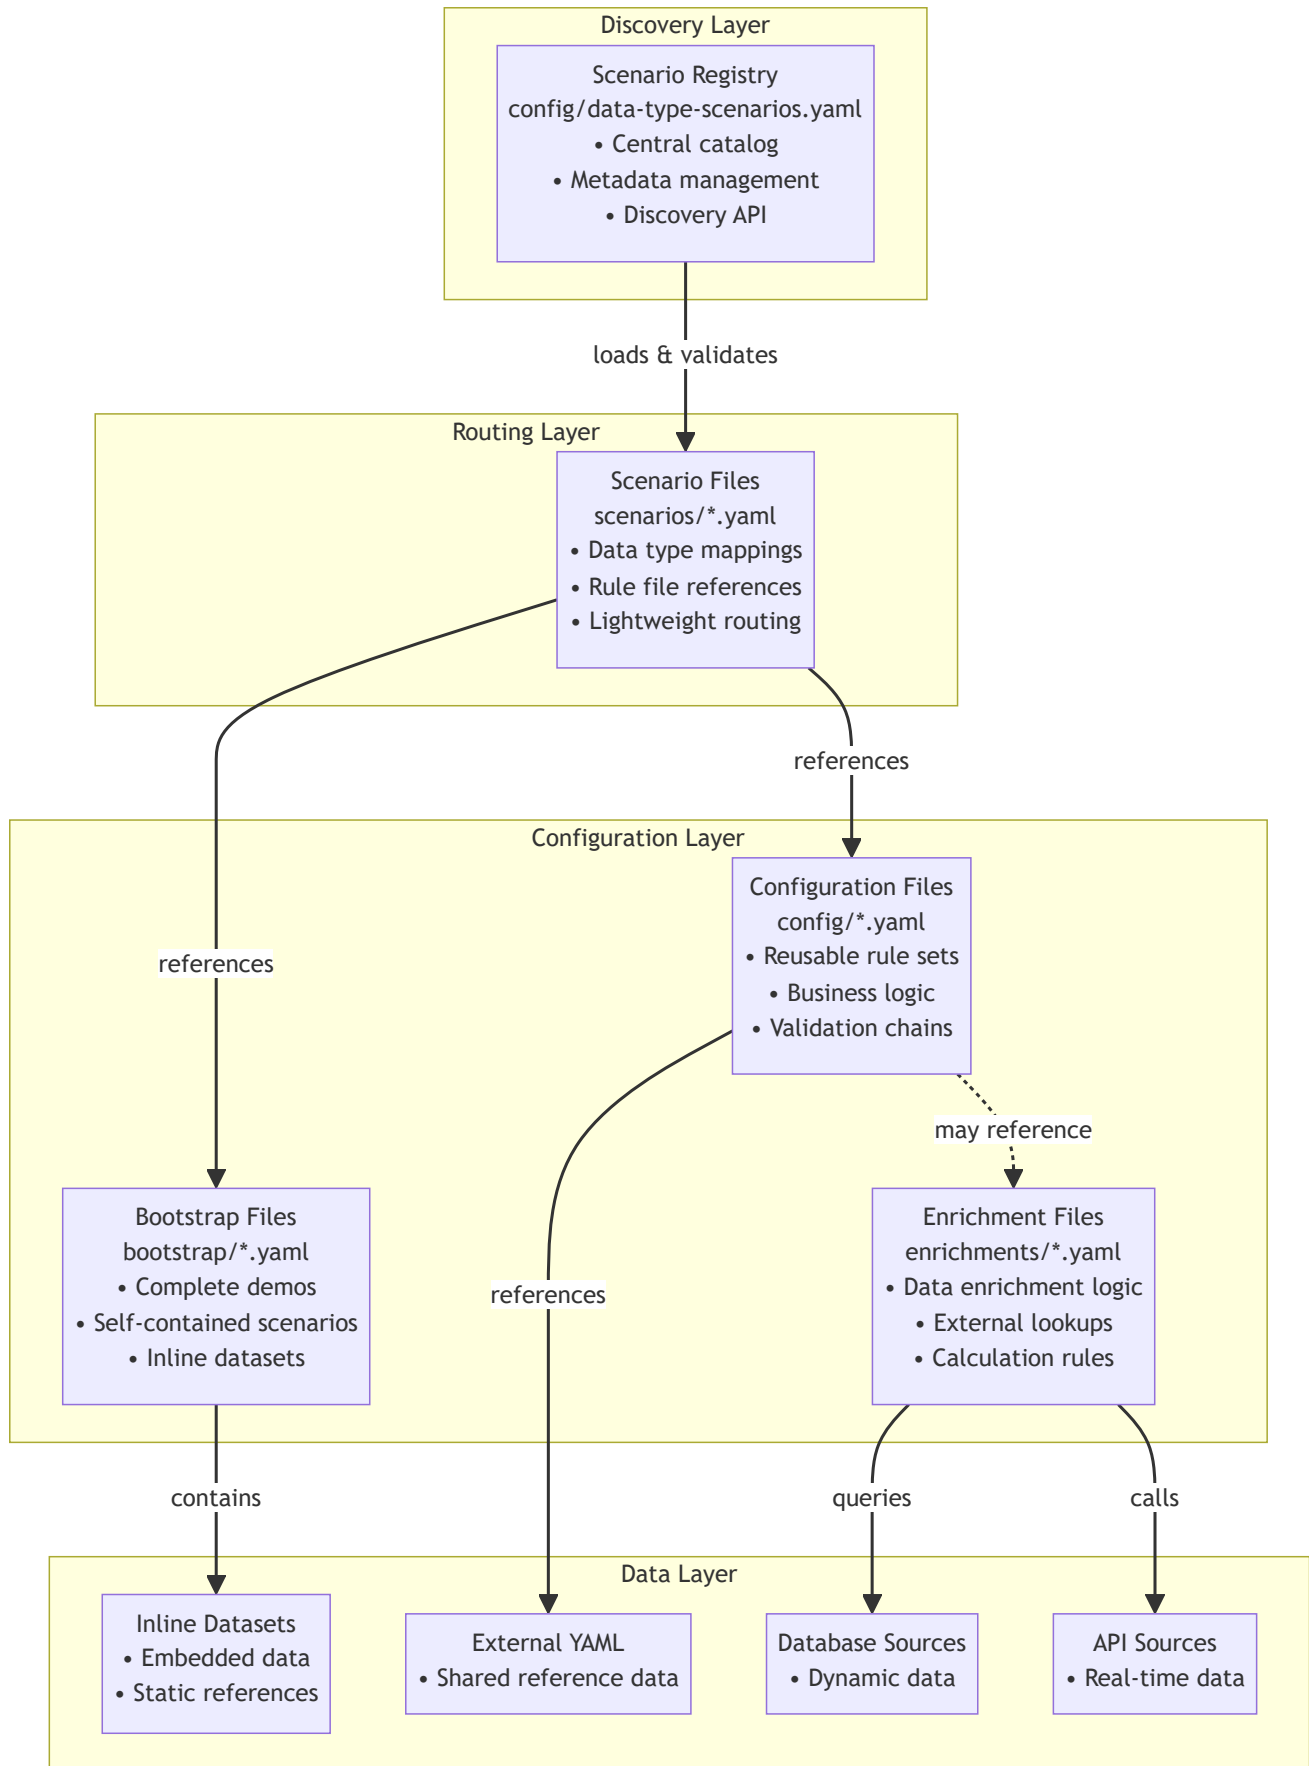 Discovery Layer
Scenario Registry
config/data-type-scenarios.yaml
• Central catalog
• Metadata management
• Discovery API
loads & validates
Routing Layer
Scenario Files
scenarios/*.yaml
• Data type mappings
• Rule file references
• Lightweight routing
references
Configuration Layer
Configuration Files
config/*.yaml
• Reusable rule sets
• Business logic
• Validation chains
references
may reference
Bootstrap Files
bootstrap/*.yaml
• Complete demos
• Self-contained scenarios
• Inline datasets
references
Enrichment Files
enrichments/*.yaml
• Data enrichment logic
• External lookups
• Calculation rules
contains
queries
calls
Data Layer
Inline Datasets
• Embedded data
• Static references
External YAML
• Shared reference data
Database Sources
• Dynamic data
API Sources
• Real-time data